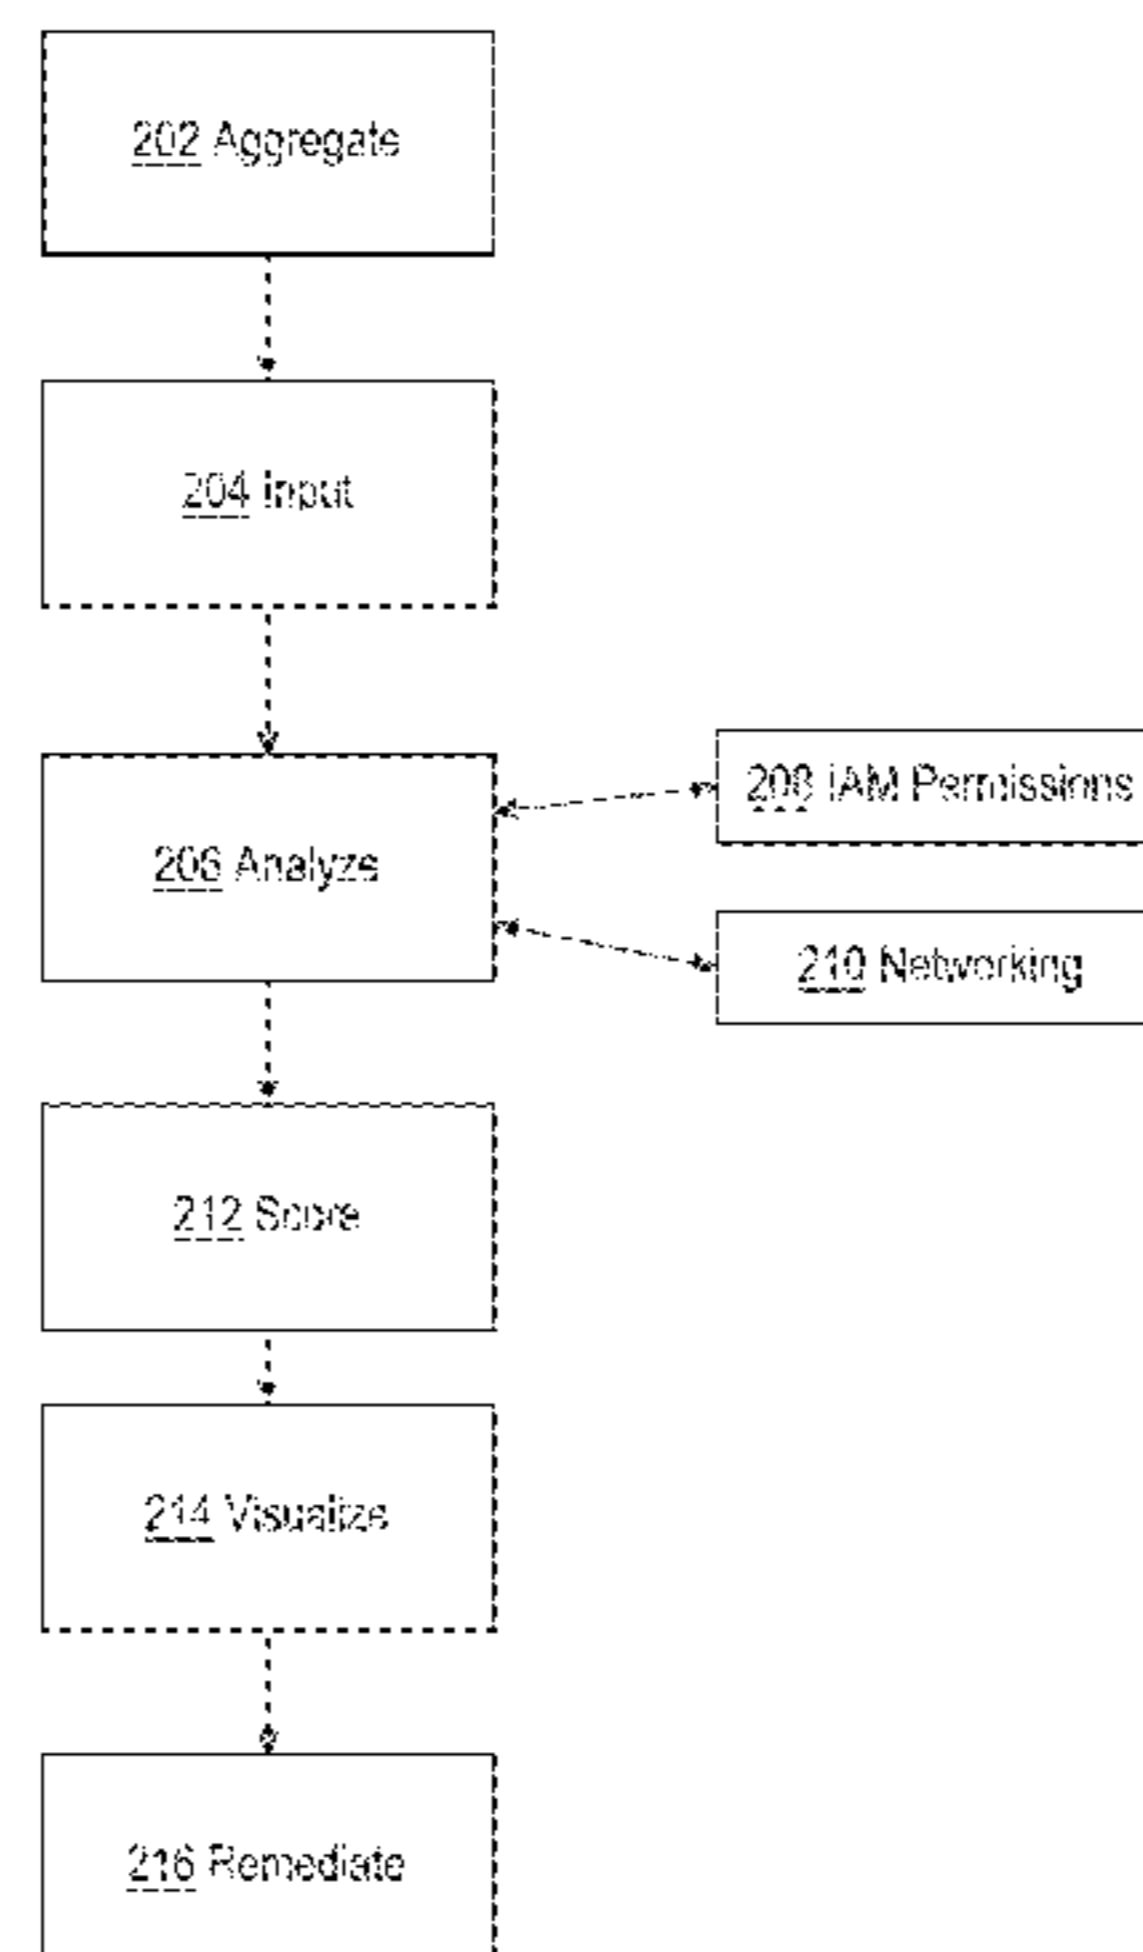 202 Aggregate
204 Input
206 Analyze
208 IAM Permissions
210 Networking
212 Score
214 Visualize
216 Remediate